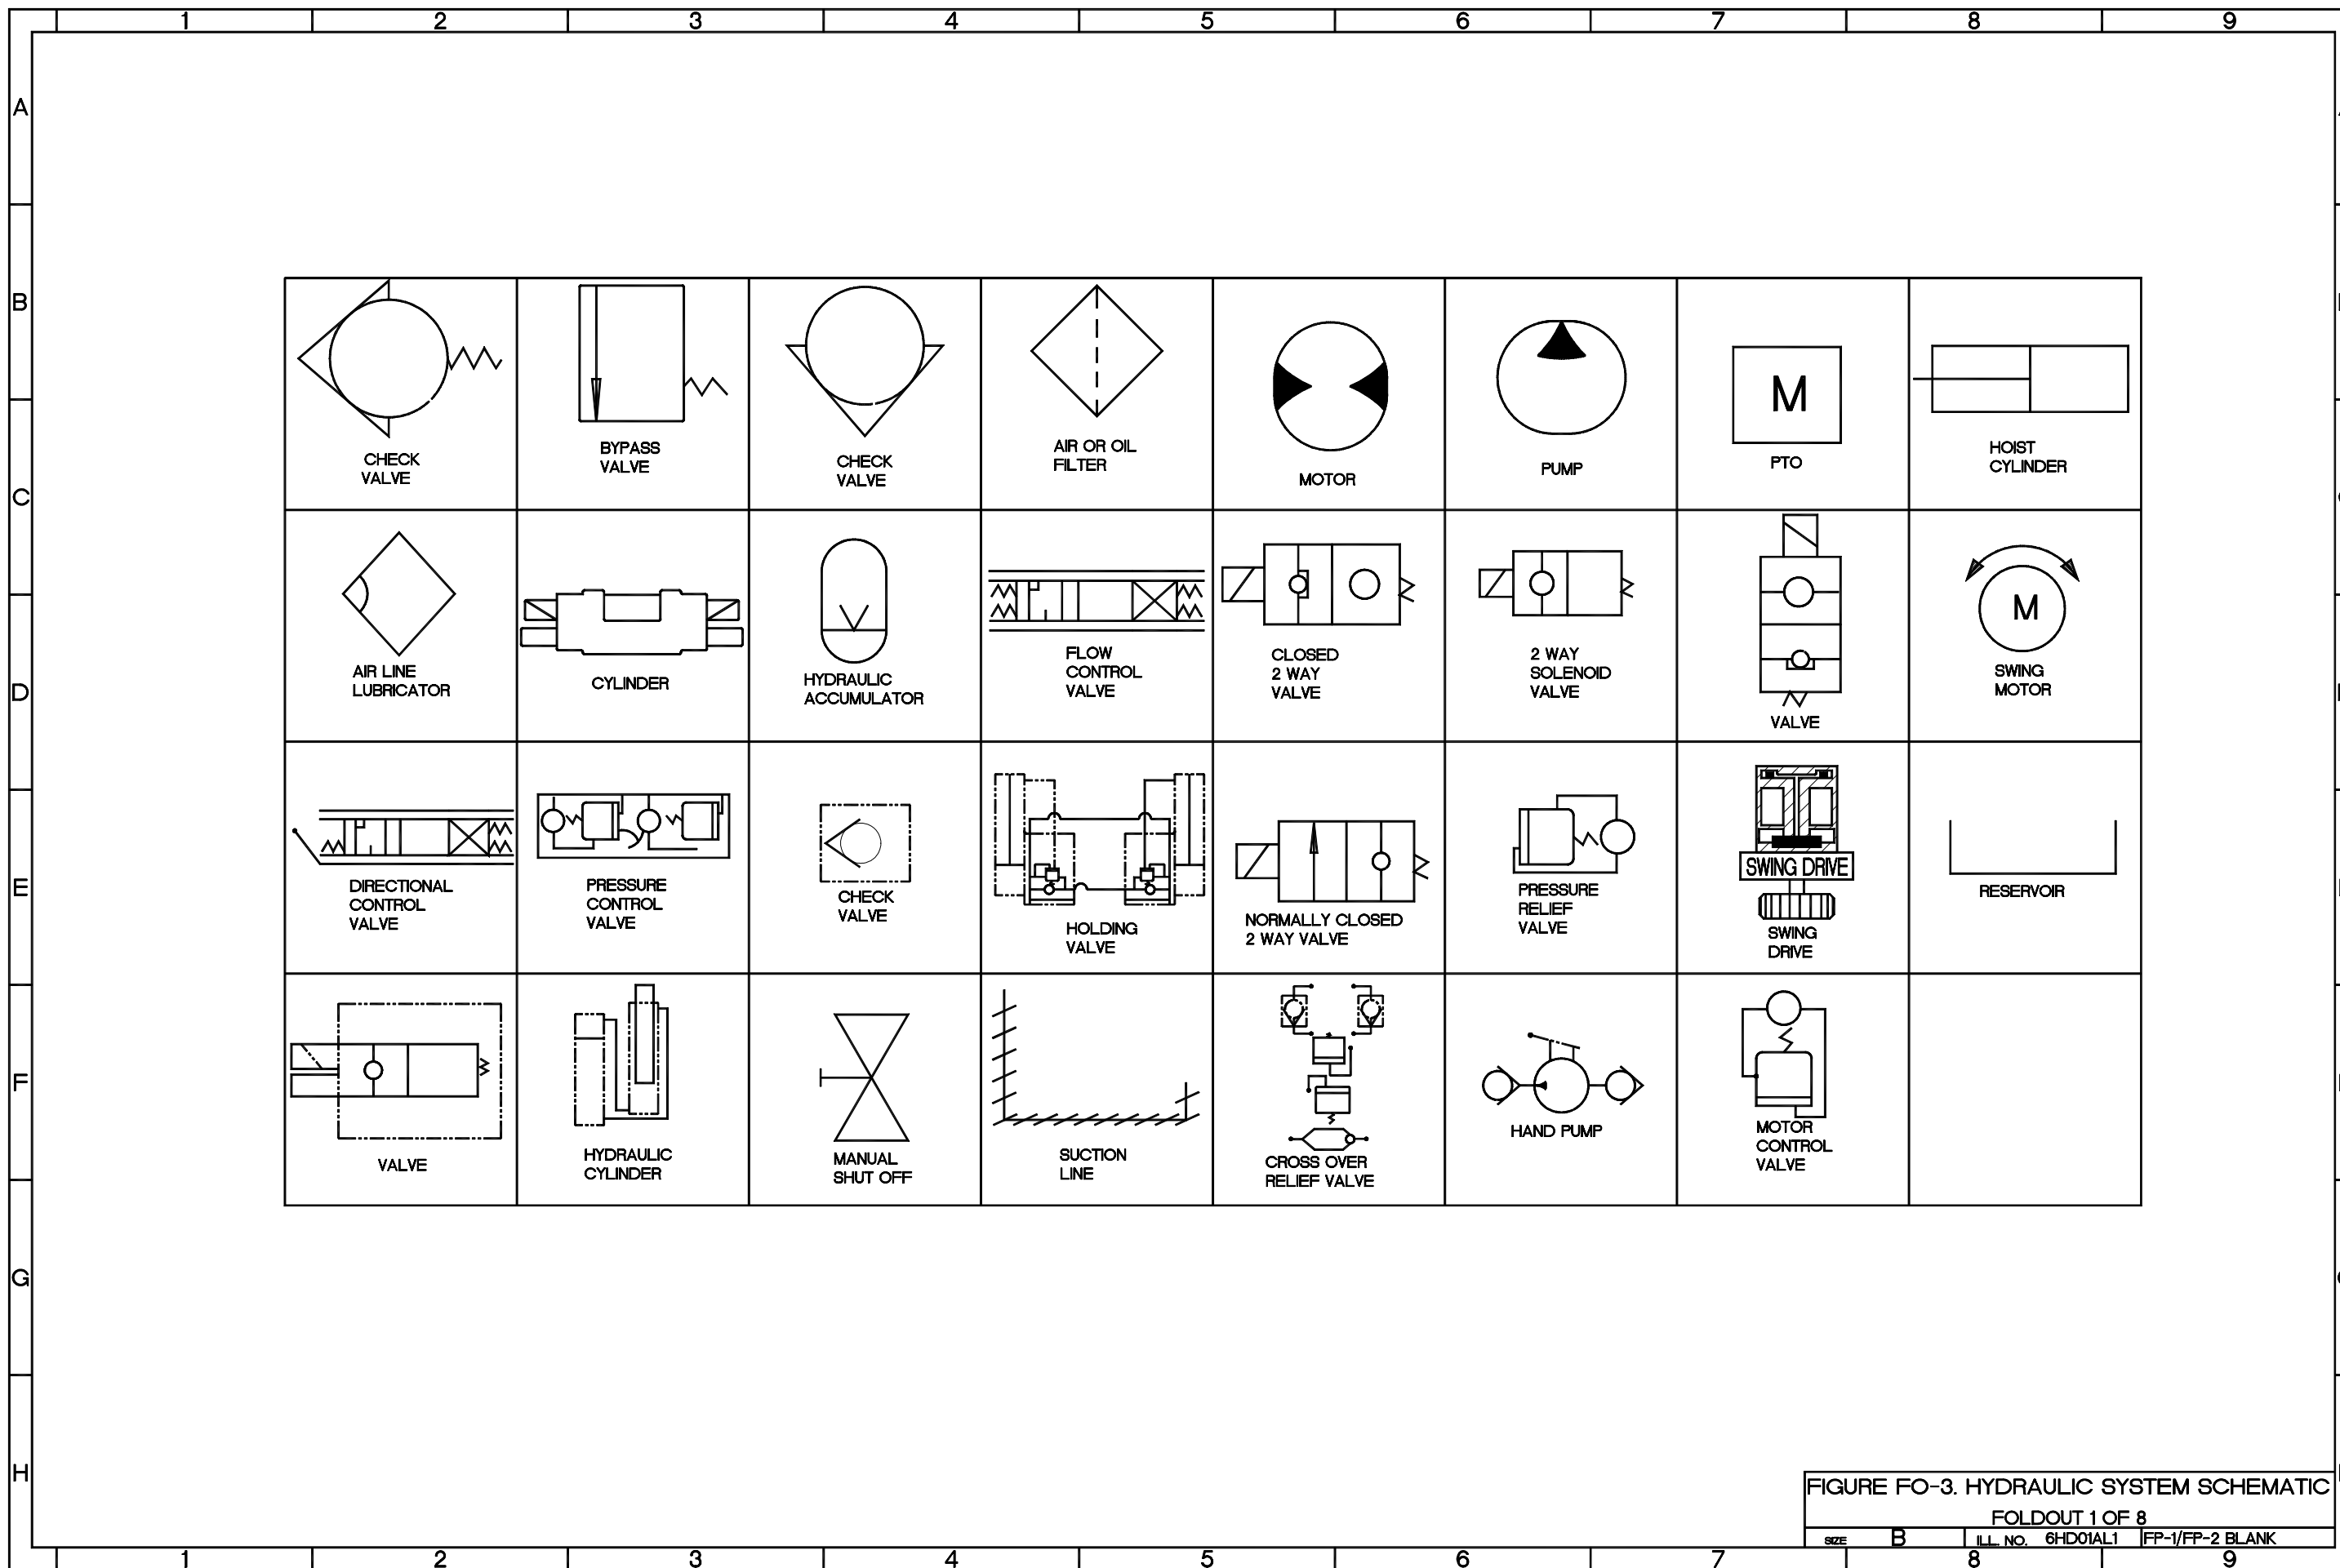 1 2 3 4 5 6 7 8 9
A
B
CHECK
VALVE
BYPASS
VALVE
CHECK
VALVE
AIR OR OIL
FILTER
MOTOR
PUMP
M
PTO
HOIST
CYLINDER
C
AIR LINE
LUBRICATOR
CYLINDER
HYDRAULIC
ACCUMULATOR
FLOW
CONTROL
VALVE
CLOSED
2 WAY
VALVE
2 WAY
SOLENOID
VALVE
VALVE
M
SWING
MOTOR
D
DIRECTIONAL
CONTROL
VALVE
PRESSURE
CONTROL
VALVE
CHECK
VALVE
HOLDING
VALVE
NORMALLY CLOSED
2 WAY VALVE
PRESSURE
RELIEF
VALVE
SWING DRIVE
SWING
DRIVE
RESERVOIR
E
VALVE
HYDRAULIC
CYLINDER
MANUAL
SHUT OFF
SUCTION
LINE
CROSS OVER
RELIEF VALVE
HAND PUMP
MOTOR
CONTROL
VALVE
F
G
H
FIGURE FO-3. HYDRAULIC SYSTEM SCHEMATIC
FOLDOUT 1 OF 8
SIZE B ILL. NO. 6HD01AL1 FP-1/FP-2 BLANK
1 2 3 4 5 6 7 8 9